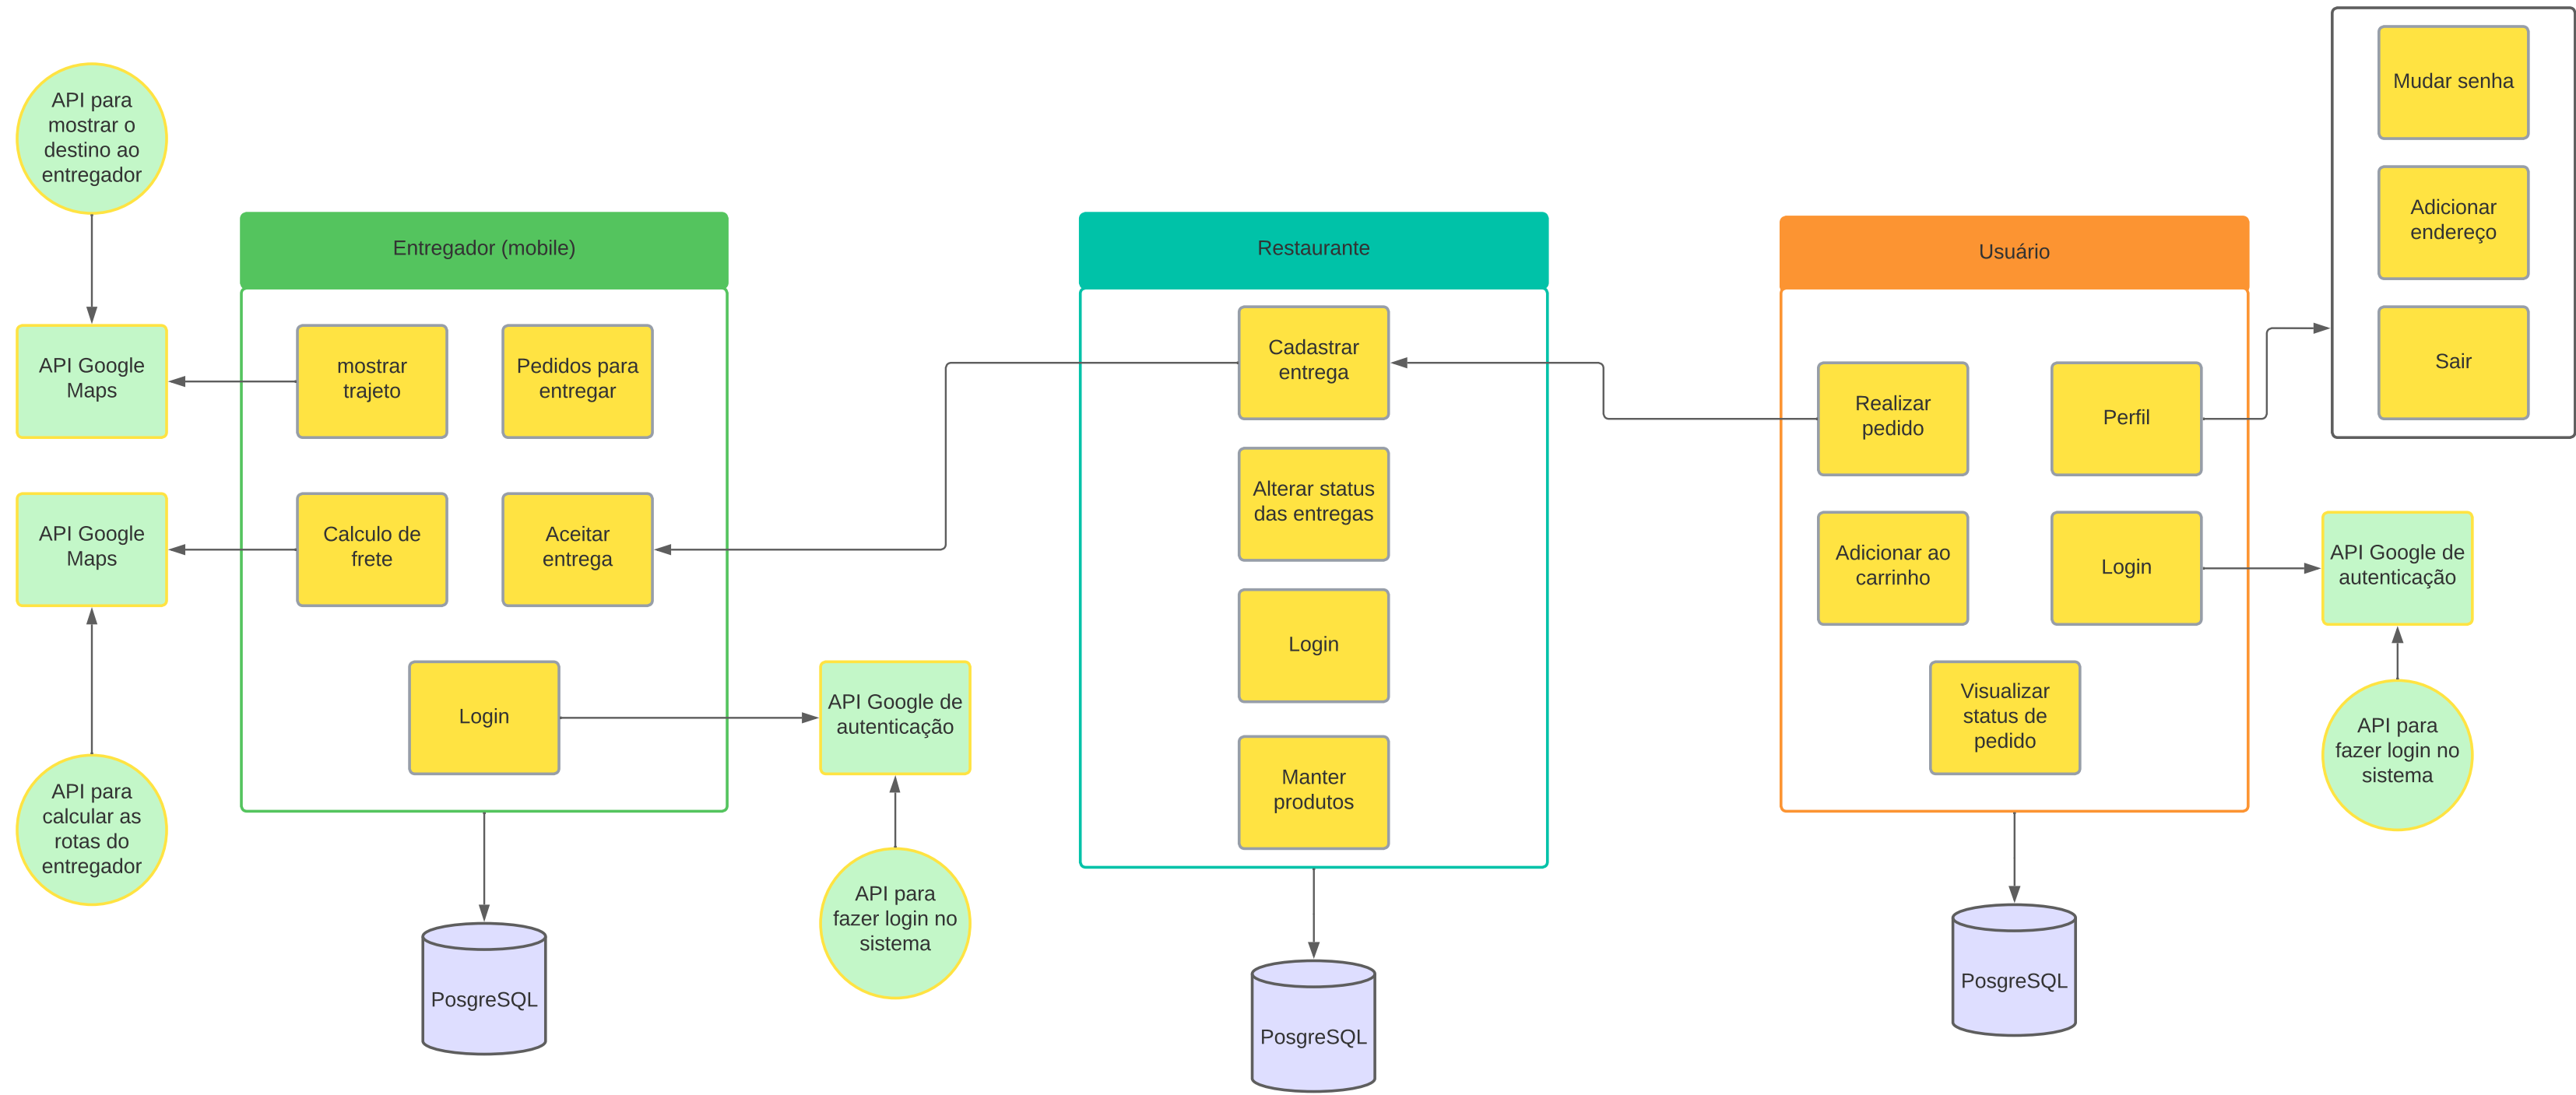 API para
mostrar o
destino ao
entregador
API Google
Maps
API Google
Maps
API para
calcular as
rotas do
entregador
Entregador (mobile)
mostrar
trajeto
Pedidos para
entregar
Calculo de
frete
Aceitar
entrega
Login
PosgreSQL
API Google de
autenticação
API para
fazer login no
sistema
Restaurante
Cadastrar
entrega
Alterar status
das entregas
Login
Manter
produtos
PosgreSQL
Usuário
Realizar
pedido
Perfil
Adicionar ao
carrinho
Login
Visualizar
status de
pedido
PosgreSQL
Mudar senha
Adicionar
endereço
Sair
API Google de
autenticação
API para
fazer login no
sistema